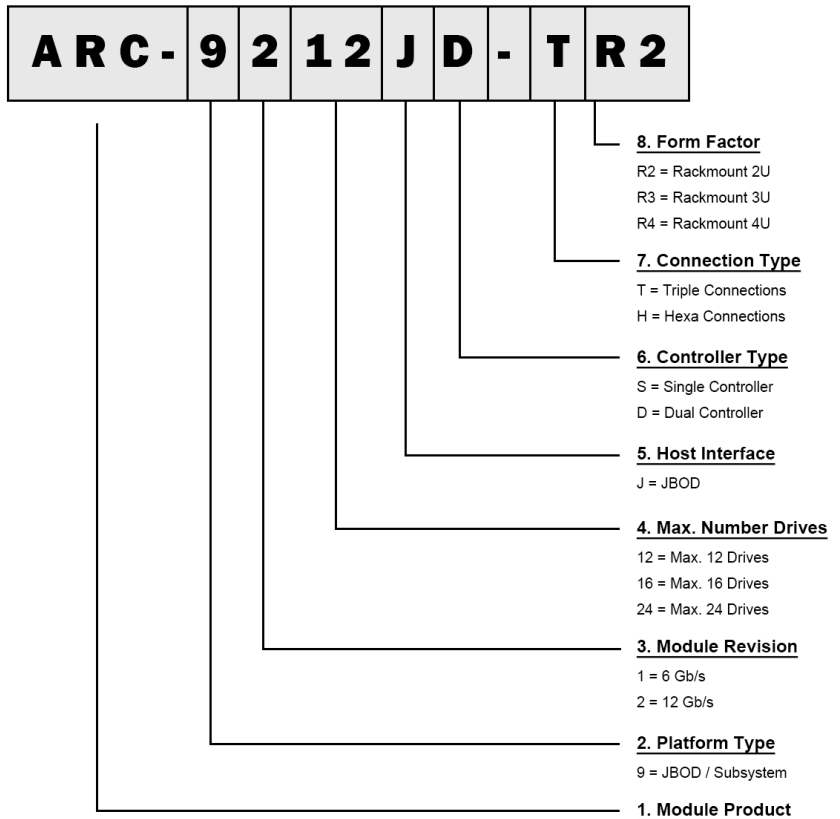 ARC-9212JD-TR2
8. Form Factor
R2 = Rackmount 2U
R3 = Rackmount 3U
R4 = Rackmount 4U
7. Connection Type
T = Triple Connections
H = Hexa Connections
6. Controller Type
S = Single Controller
D = Dual Controller
5. Host Interface
J = JBOD
4. Max. Number Drives
12 = Max. 12 Drives
16 = Max. 16 Drives
24 = Max. 24 Drives
3. Module Revision
1 = 6 Gb/s
2 = 12 Gb/s
2. Platform Type
9 = JBOD / Subsystem
1. Module Product